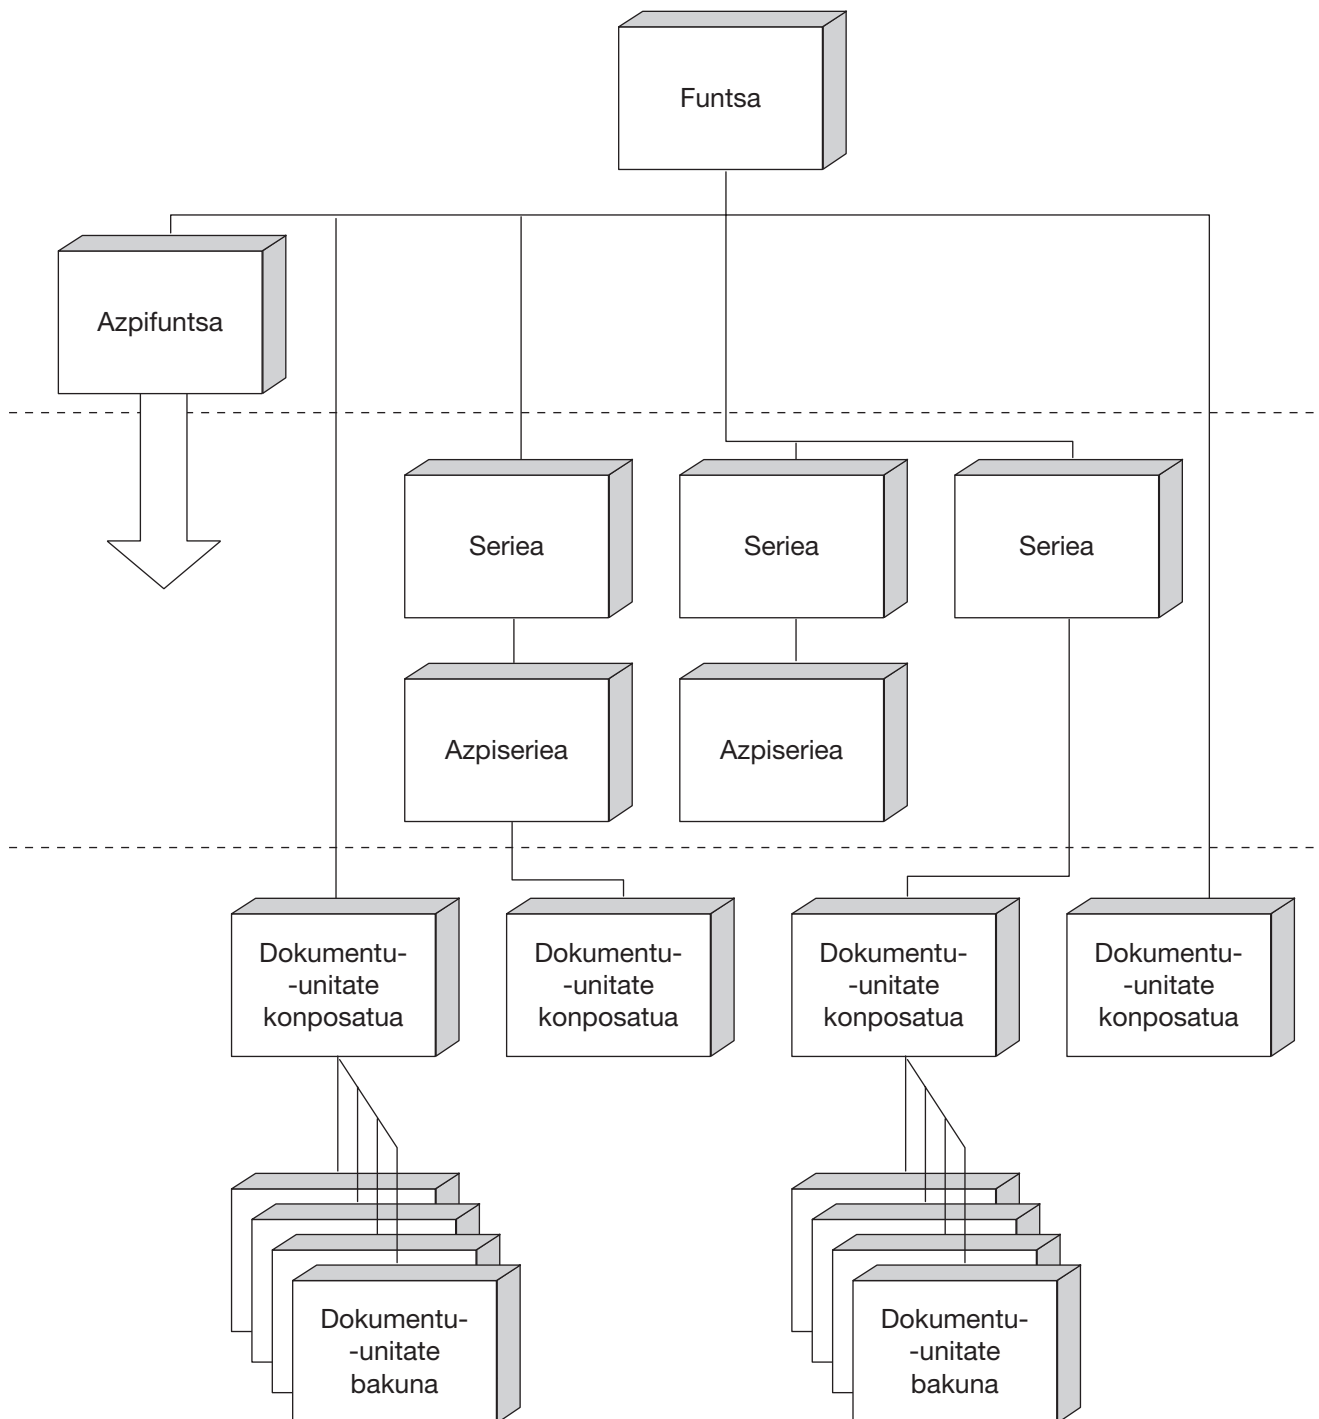 Funtsa
Azpifuntsa
Seriea
Seriea
Seriea
Azpiseriea
Azpiseriea
Dokumentu-
-unitate
konposatua
Dokumentu-
-unitate
konposatua
Dokumentu-
-unitate
konposatua
Dokumentu-
-unitate
konposatua
Dokumentu-
-unitate
bakuna
Dokumentu-
-unitate
bakuna